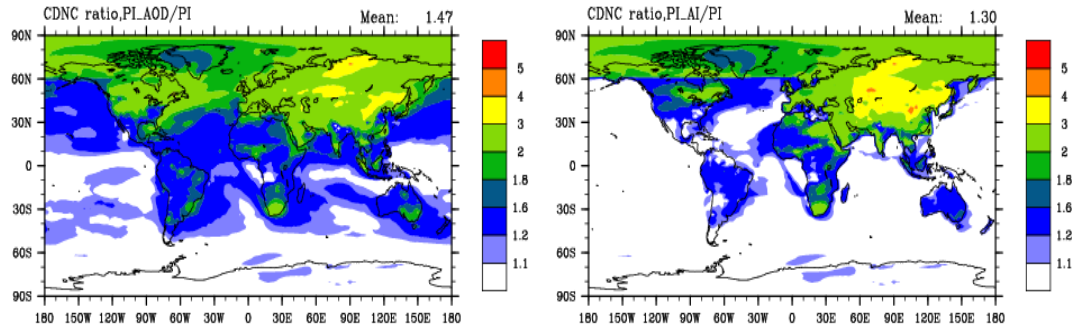 CDNC ratio,PI_AOD/PI Mean: 1.47
90N
60N
30N
0
30S
60S
90S
180 150W 120W 90W 60W 30W 0 30E 60E 90E 120E 150E 180
5
4
3
2
1.8
1.6
1.2
1.1
CDNC ratio,PI_AI/PI Mean: 1.30
90N
60N
30N
0
30S
60S
90S
180 150W 120W 90W 60W 30W 0 30E 60E 90E 120E 150E 180
5
4
3
2
1.8
1.6
1.2
1.1